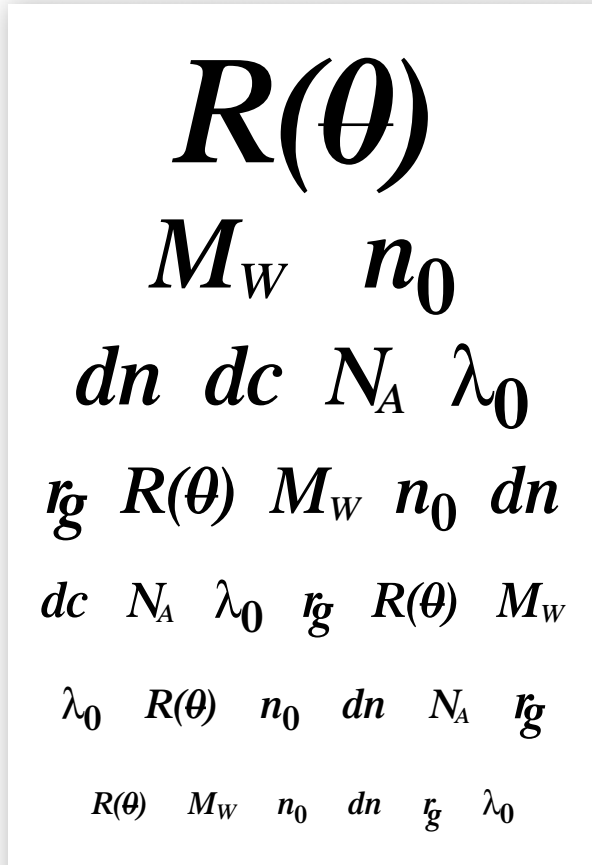 R(θ)
M_W n_0
dn dc N_A λ_0
r_g R(θ) M_W n_0 dn
dc N_A λ_0 r_g R(θ) M_W
λ_0 R(θ) n_0 dn N_A r_g
R(θ) M_W n_0 dn r_g λ_0